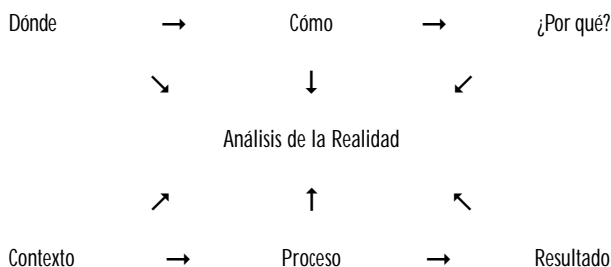 Dónde → Cómo → ¿Por qué?
↘ ↓ ↙
Análisis de la Realidad
↗ ↑ ↖
Contexto → Proceso → Resultado